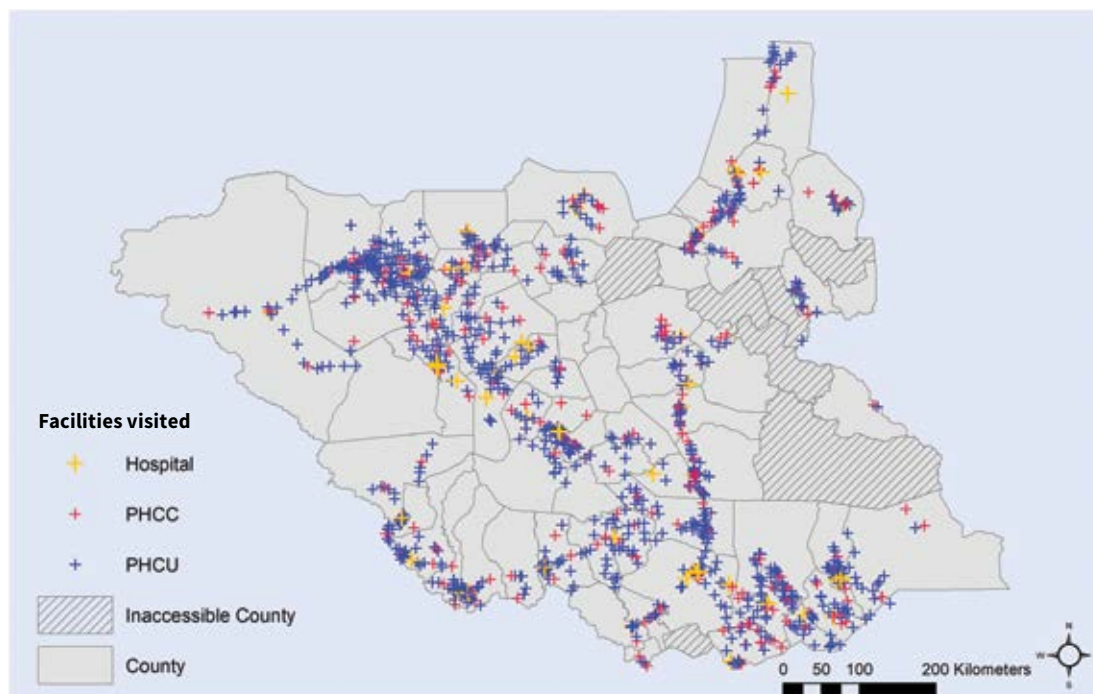 Facilities visited
Hospital
PHCC
PHCU
Inaccessible County
County
0 50 100 200 Kilometers
N
W
S